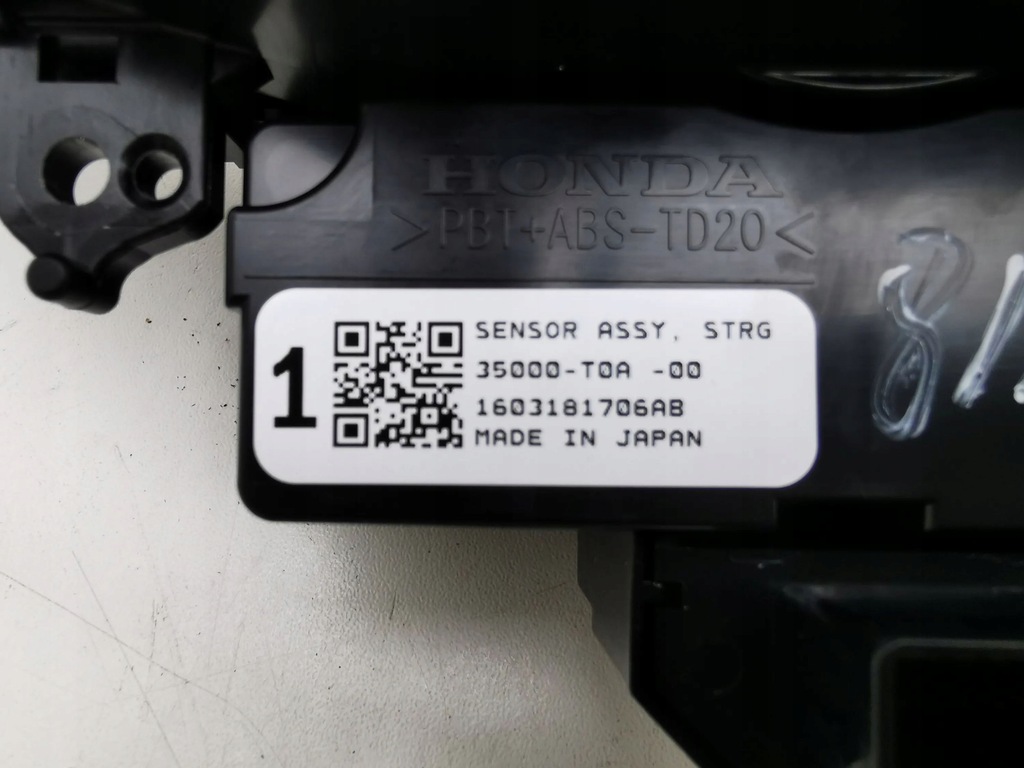 HONDA
>PBT+ABS-TD20<
1
SENSOR ASSY, STRG
35000-T0A -00
1603181706AB
MADE IN JAPAN